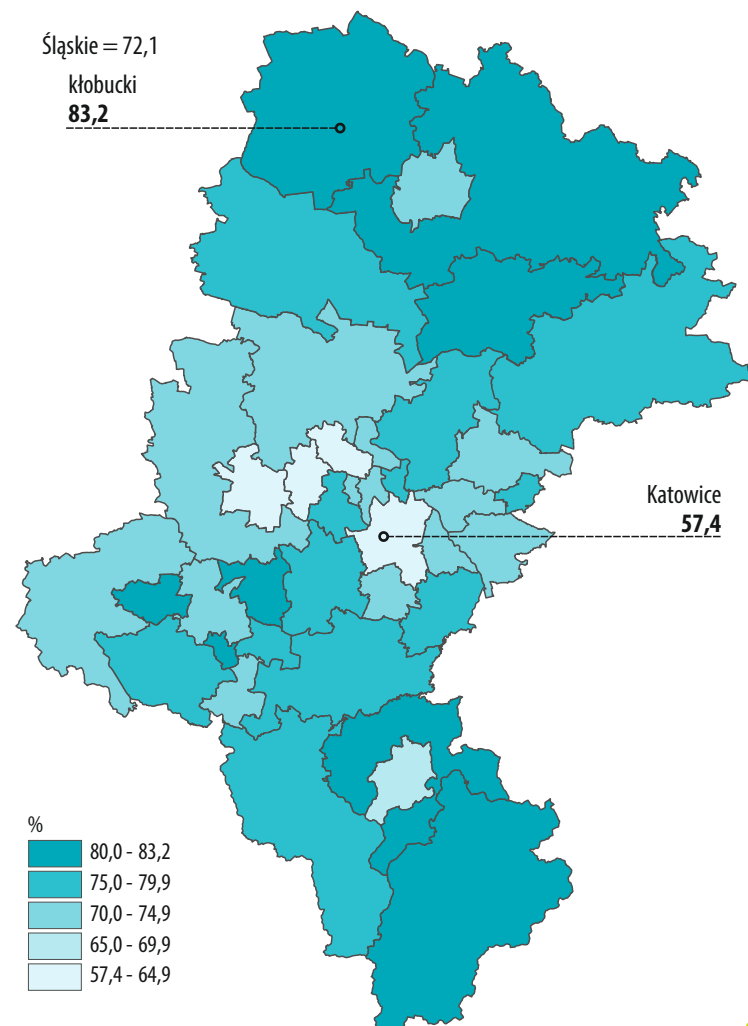 Śląskie = 72,1
kłobucki
83,2
Katowice
57,4
%
80,0 - 83,2
75,0 - 79,9
70,0 - 74,9
65,0 - 69,9
57,4 - 64,9